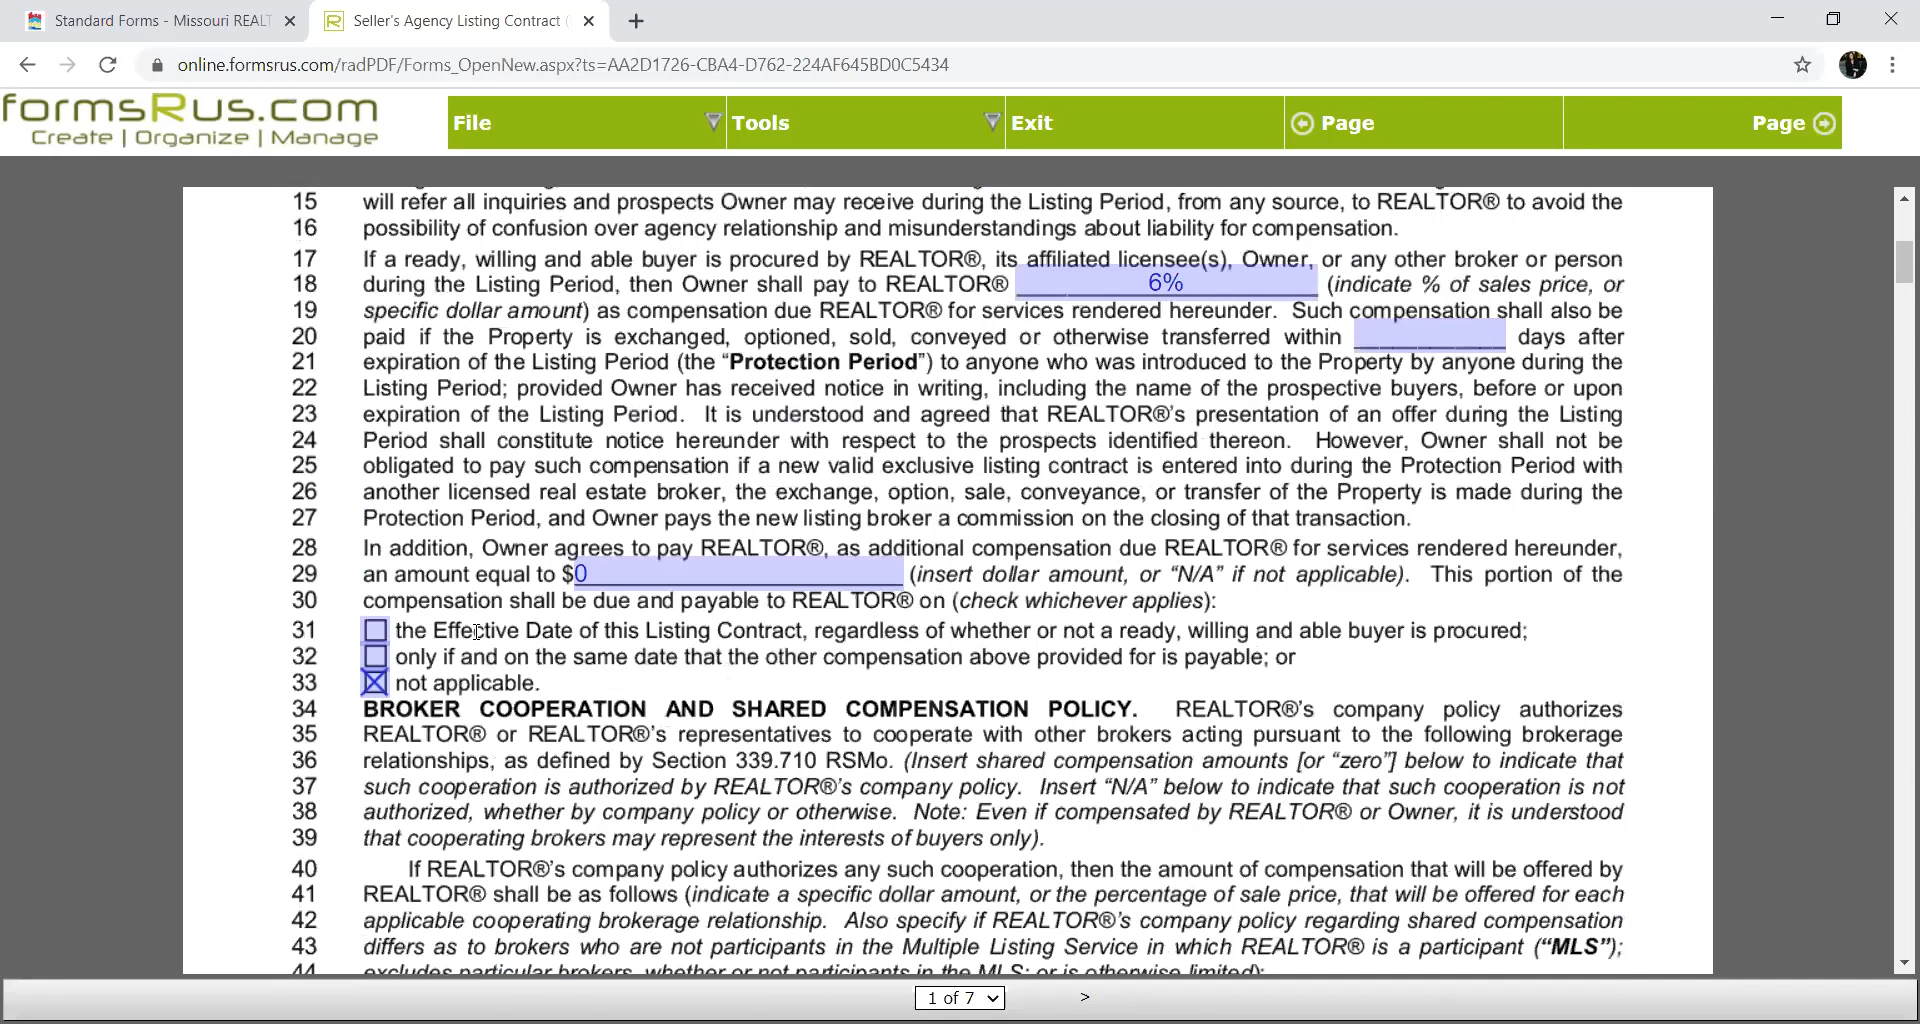 Standard Forms - Missouri REALT
Seller's Agency Listing Contract (
online.formsrus.com/radPDF/Forms_OpenNew.aspx?ts=AA2D1726-CBA4-D762-224AF645BD0C5434
formsRus.com
Create | Organize | Manage
File Tools Exit Page Page
15 will refer all inquiries and prospects Owner may receive during the Listing Period, from any source, to REALTOR® to avoid the
16 possibility of confusion over agency relationship and misunderstandings about liability for compensation.
17 If a ready, willing and able buyer is procured by REALTOR®, its affiliated licensee(s), Owner, or any other broker or person
18 during the Listing Period, then Owner shall pay to REALTOR® 6% (indicate % of sales price, or
19 specific dollar amount) as compensation due REALTOR® for services rendered hereunder. Such compensation shall also be
20 paid if the Property is exchanged, optioned, sold, conveyed or otherwise transferred within ____________ days after
21 expiration of the Listing Period (the “Protection Period”) to anyone who was introduced to the Property by anyone during the
22 Listing Period; provided Owner has received notice in writing, including the name of the prospective buyers, before or upon
23 expiration of the Listing Period. It is understood and agreed that REALTOR®’s presentation of an offer during the Listing
24 Period shall constitute notice hereunder with respect to the prospects identified thereon. However, Owner shall not be
25 obligated to pay such compensation if a new valid exclusive listing contract is entered into during the Protection Period with
26 another licensed real estate broker, the exchange, option, sale, conveyance, or transfer of the Property is made during the
27 Protection Period, and Owner pays the new listing broker a commission on the closing of that transaction.
28 In addition, Owner agrees to pay REALTOR®, as additional compensation due REALTOR® for services rendered hereunder,
29 an amount equal to $0 (insert dollar amount, or “N/A” if not applicable). This portion of the
30 compensation shall be due and payable to REALTOR® on (check whichever applies):
31 ☐ the Effective Date of this Listing Contract, regardless of whether or not a ready, willing and able buyer is procured;
32 ☐ only if and on the same date that the other compensation above provided for is payable; or
33 ☒ not applicable.
34 BROKER COOPERATION AND SHARED COMPENSATION POLICY. REALTOR®’s company policy authorizes
35 REALTOR® or REALTOR®’s representatives to cooperate with other brokers acting pursuant to the following brokerage
36 relationships, as defined by Section 339.710 RSMo. (Insert shared compensation amounts [or “zero”] below to indicate that
37 such cooperation is authorized by REALTOR®’s company policy. Insert “N/A” below to indicate that such cooperation is not
38 authorized, whether by company policy or otherwise. Note: Even if compensated by REALTOR® or Owner, it is understood
39 that cooperating brokers may represent the interests of buyers only).
40 If REALTOR®’s company policy authorizes any such cooperation, then the amount of compensation that will be offered by
41 REALTOR® shall be as follows (indicate a specific dollar amount, or the percentage of sale price, that will be offered for each
42 applicable cooperating brokerage relationship. Also specify if REALTOR®’s company policy regarding shared compensation
43 differs as to brokers who are not participants in the Multiple Listing Service in which REALTOR® is a participant (“MLS”);
44 excludes particular brokers, whether or not participants in the MLS; or is otherwise limited):
1 of 7 >